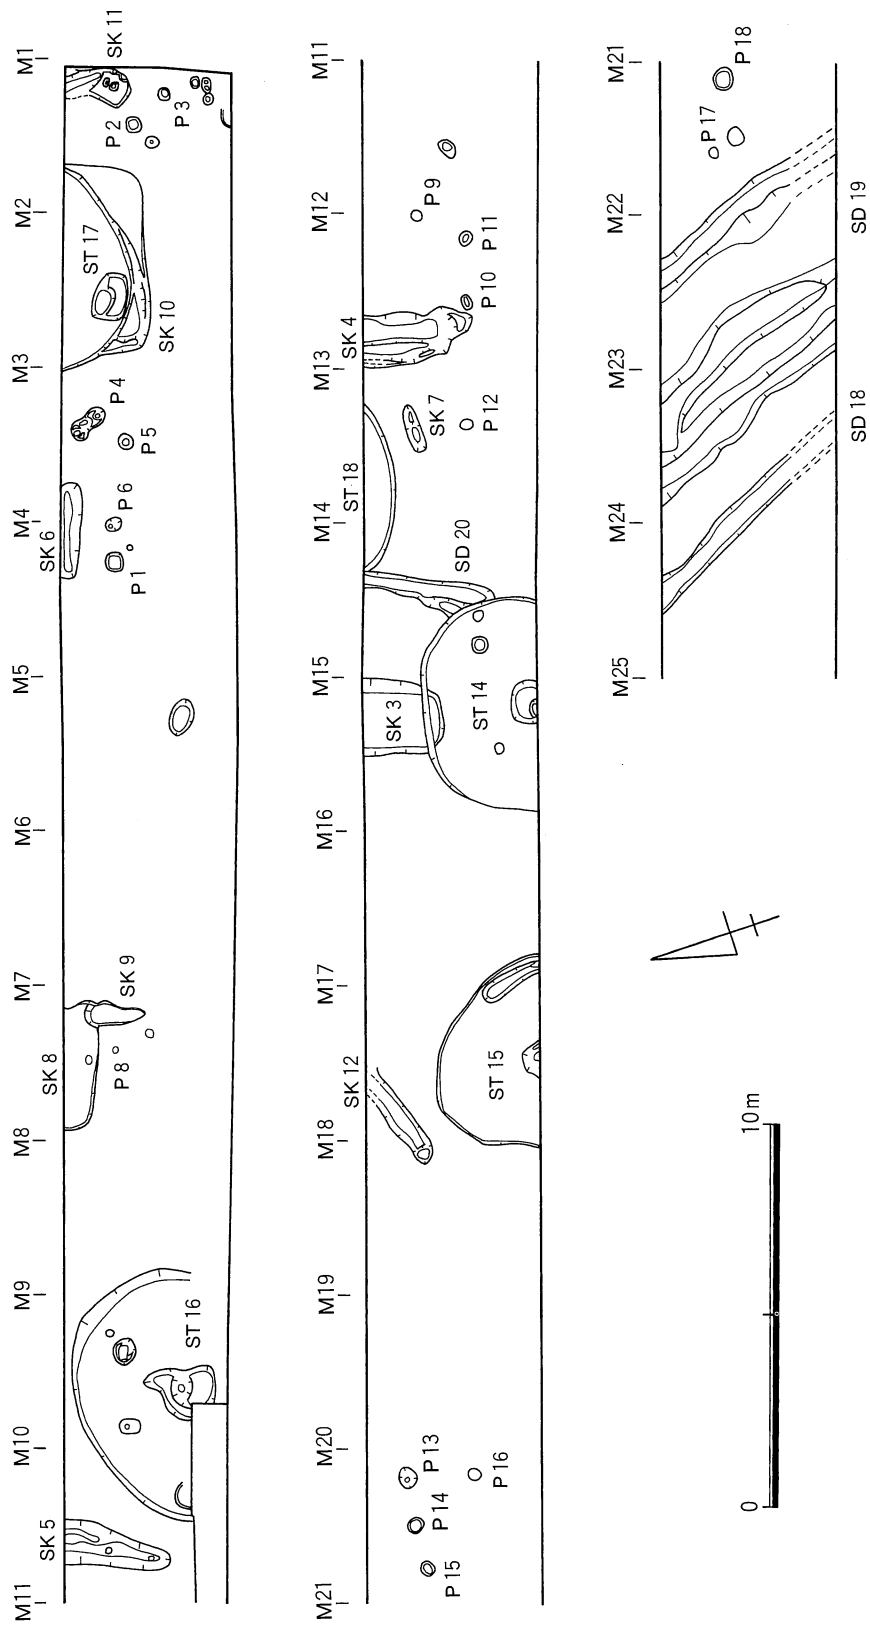 M1
SK 11
P 2
P 3
M2
ST 17
SK 10
M3
P 4
P 5
M4
SK 6
P 6
P 1
M5
M6
M7
SK 9
SK 8
P 8
M8
M9
ST 16
M10
SK 5
M11
M11
P 9
M12
P 11
P 10
SK 4
M13
SK 7
P 12
ST 18
M14
SD 20
M15
SK 3
ST 14
M16
M17
ST 15
SK 12
M18
M19
M20
P 13
P 16
P 14
P 15
M21
M21
P 18
P 17
M22
SD 19
M23
SD 18
M24
M25
10m
0